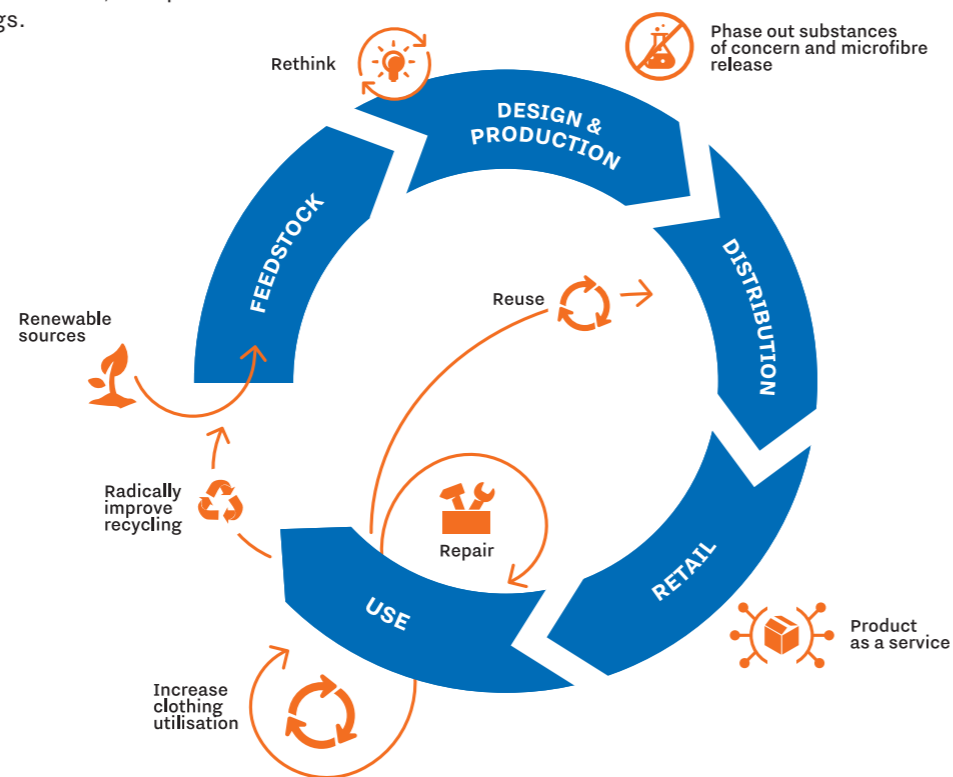 gs.
Phase out substances
of concern and microfibre
release
Rethink
DESIGN &
PRODUCTION
FEEDSTOCK
DISTRIBUTION
Reuse
Renewable
sources
Radically
improve
recycling
Repair
RETAIL
USE
Product
as a service
Increase
clothing
utilisation